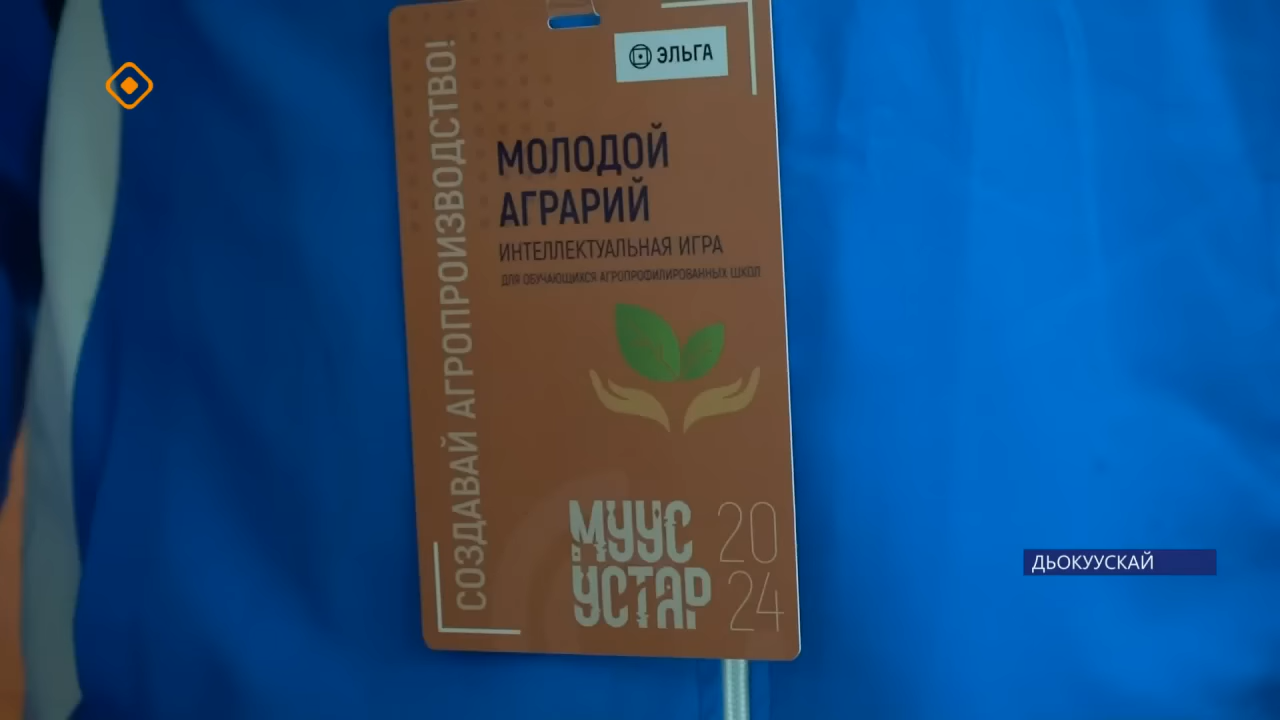 ЭЛЬГА
СОЗДАВАЙ АГРОПРОИЗВОДСТВО!
МОЛОДОЙ
АГРАРИЙ
ИНТЕЛЛЕКТУАЛЬНАЯ ИГРА
ДЛЯ ОБУЧАЮЩИХСЯ АГРОПРОФИЛИРОВАННЫХ ШКОЛ
МУУС
УСТАР
20
24
ДЬОКУУСКАЙ